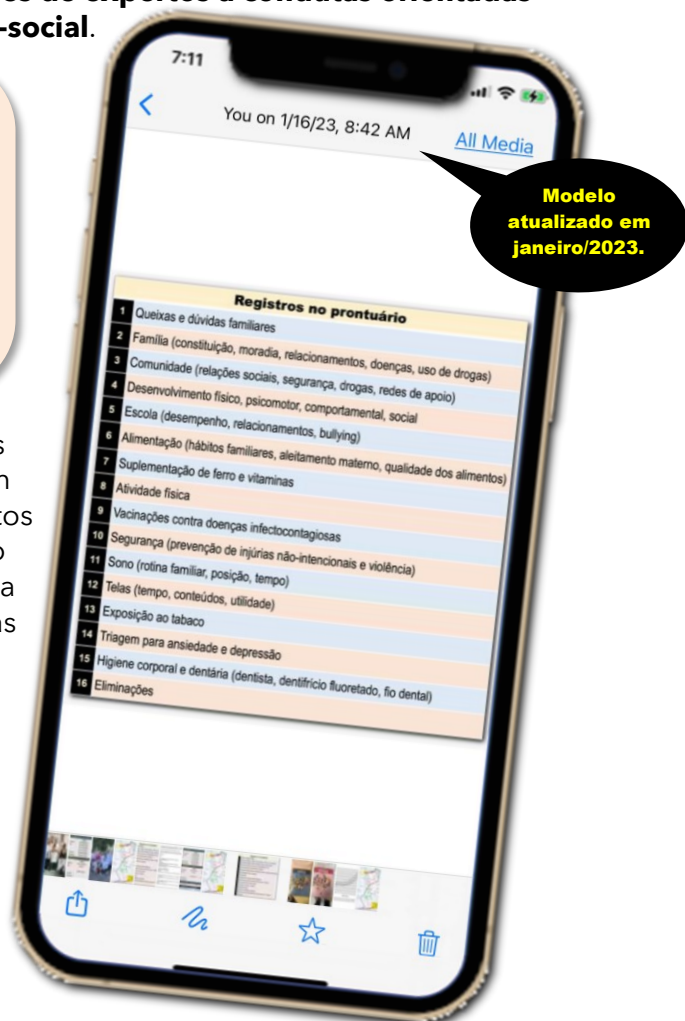 de expertos a condutas orientadas
-social.
7:11
You on 1/16/23, 8:42 AM
All Media
Modelo
atualizado em
janeiro/2023.
Registros no prontuário
1 Queixas e dúvidas familiares
2 Família (constituição, moradia, relacionamentos, doenças, uso de drogas)
3 Comunidade (relações sociais, segurança, drogas, redes de apoio)
4 Desenvolvimento físico, psicomotor, comportamental, social
5 Escola (desempenho, relacionamentos, bullying)
6 Alimentação (hábitos familiares, aleitamento materno, qualidade dos alimentos)
7 Suplementação de ferro e vitaminas
8 Atividade física
9 Vacinações contra doenças infectocontagiosas
10 Segurança (prevenção de injúrias não-intencionais e violência)
11 Sono (rotina familiar, posição, tempo)
12 Telas (tempo, conteúdos, utilidade)
13 Exposição ao tabaco
14 Triagem para ansiedade e depressão
15 Higiene corporal e dentária (dentista, dentifrício fluoretado, fio dental)
16 Eliminações